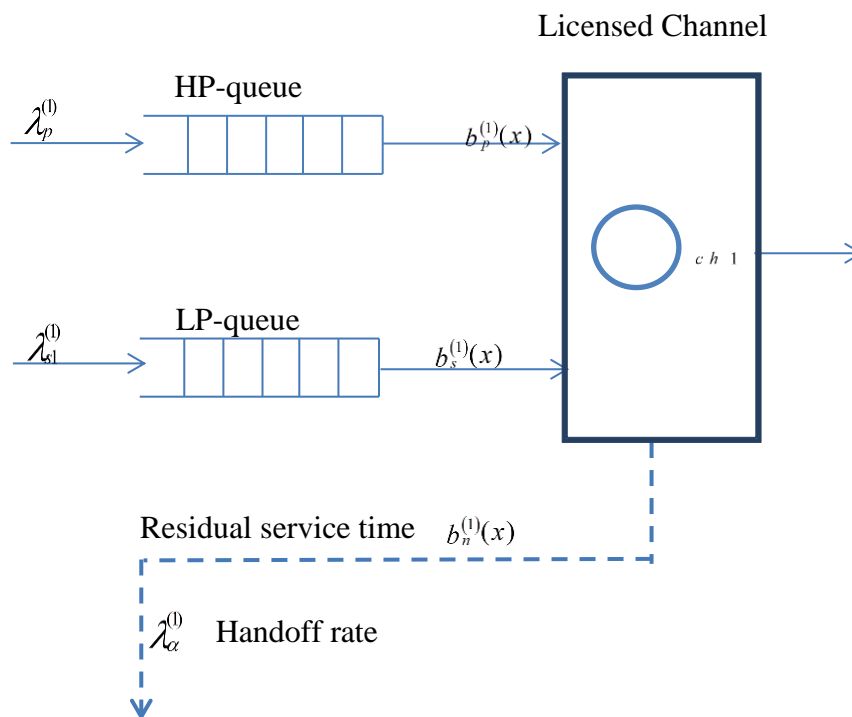 Licensed Channel
HP-queue
λ_p^(1)
b_p^(1)(x)
c h 1
LP-queue
λ_s1^(1)
b_s^(1)(x)
Residual service time b_n^(1)(x)
λ_α^(1) Handoff rate